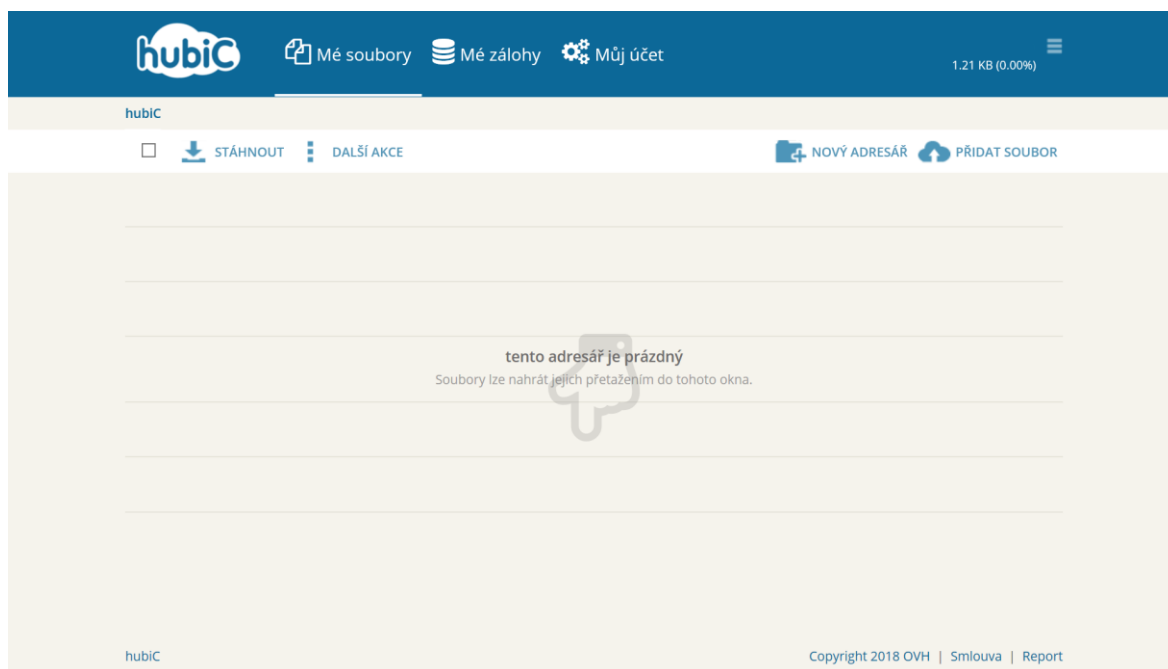 hubiC Mé soubory Mé zálohy Můj účet 1.21 KB (0.00%)
hubiC
STÁHNOUT DALŠÍ AKCE NOVÝ ADRESÁŘ PŘIDAT SOUBOR
tento adresář je prázdný
Soubory lze nahrát jejich přetažením do tohoto okna.
hubiC Copyright 2018 OVH | Smlouva | Report